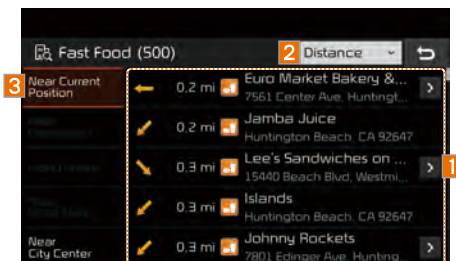 Fast Food (500)
2
Distance
3
Near Current
Position
0.2 mi
Euro Market Bakery &...
7561 Center Ave, Huntingt...
0.2 mi
Jamba Juice
Huntington Beach, CA 92647
0.3 mi
Lee's Sandwiches on ...
15440 Beach Blvd, Westmi...
1
0.3 mi
Islands
Huntington Beach, CA 92647
Near
City Center
0.3 mi
Johnny Rockets
7801 Edinger Ave, Hunting...